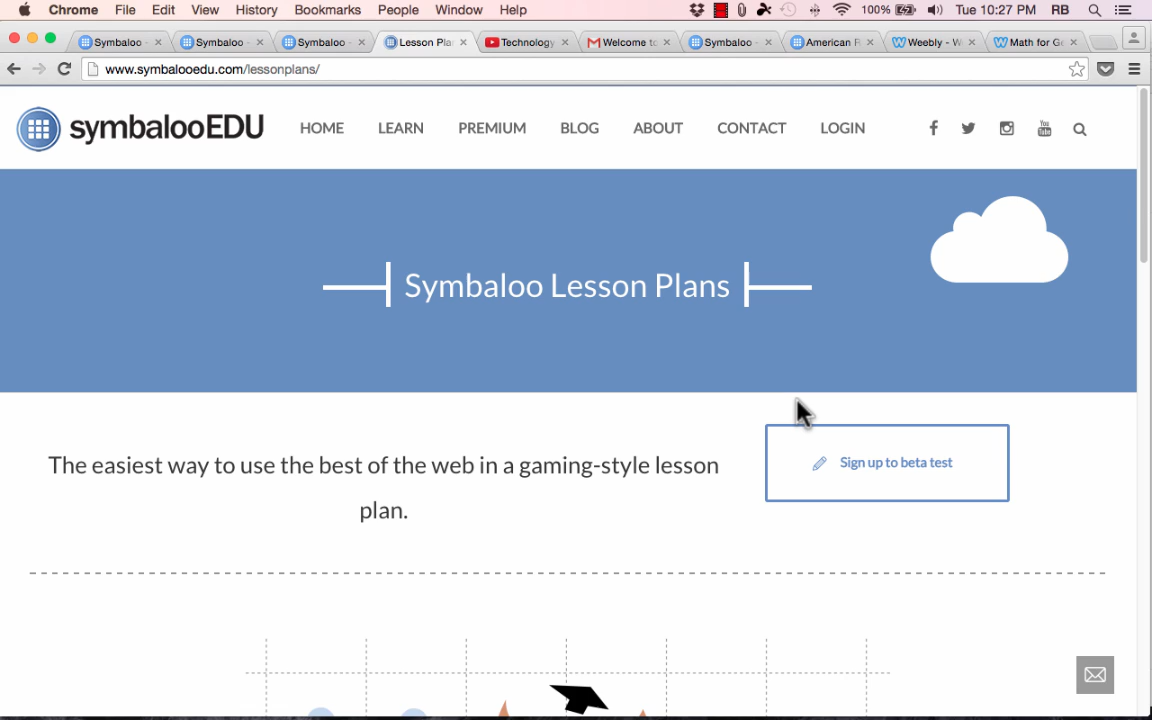 Chrome File Edit View History Bookmarks People Window Help 100% Tue 10:27 PM RB
Symbaloo - Symbaloo - Symbaloo - Lesson Pla Technology Welcome to Symbaloo - American R Weebly - W Math for Ge
www.symbalooedu.com/lessonplans/
symbalooEDU HOME LEARN PREMIUM BLOG ABOUT CONTACT LOGIN You Tube
Symbaloo Lesson Plans
The easiest way to use the best of the web in a gaming-style lesson
plan.
Sign up to beta test